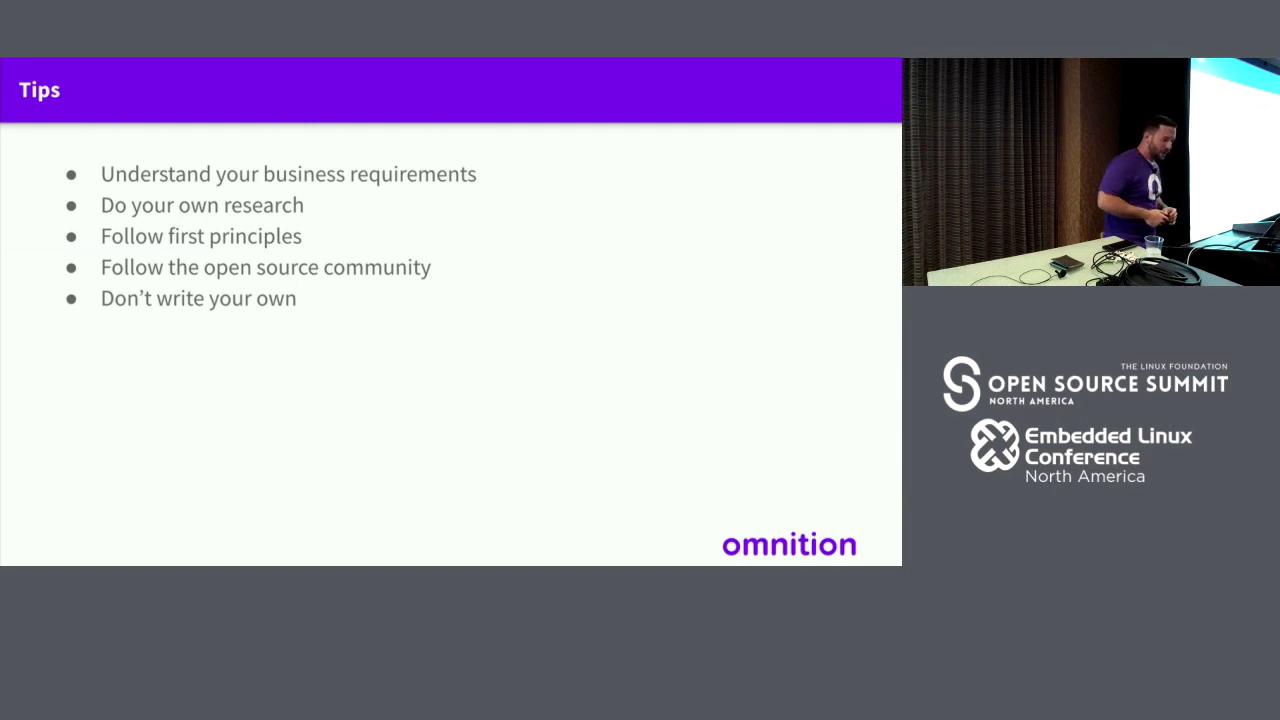 Tips
● Understand your business requirements
● Do your own research
● Follow first principles
● Follow the open source community
● Don’t write your own
omnition
THE LINUX FOUNDATION
OPEN SOURCE SUMMIT
NORTH AMERICA
Embedded Linux
Conference
North America